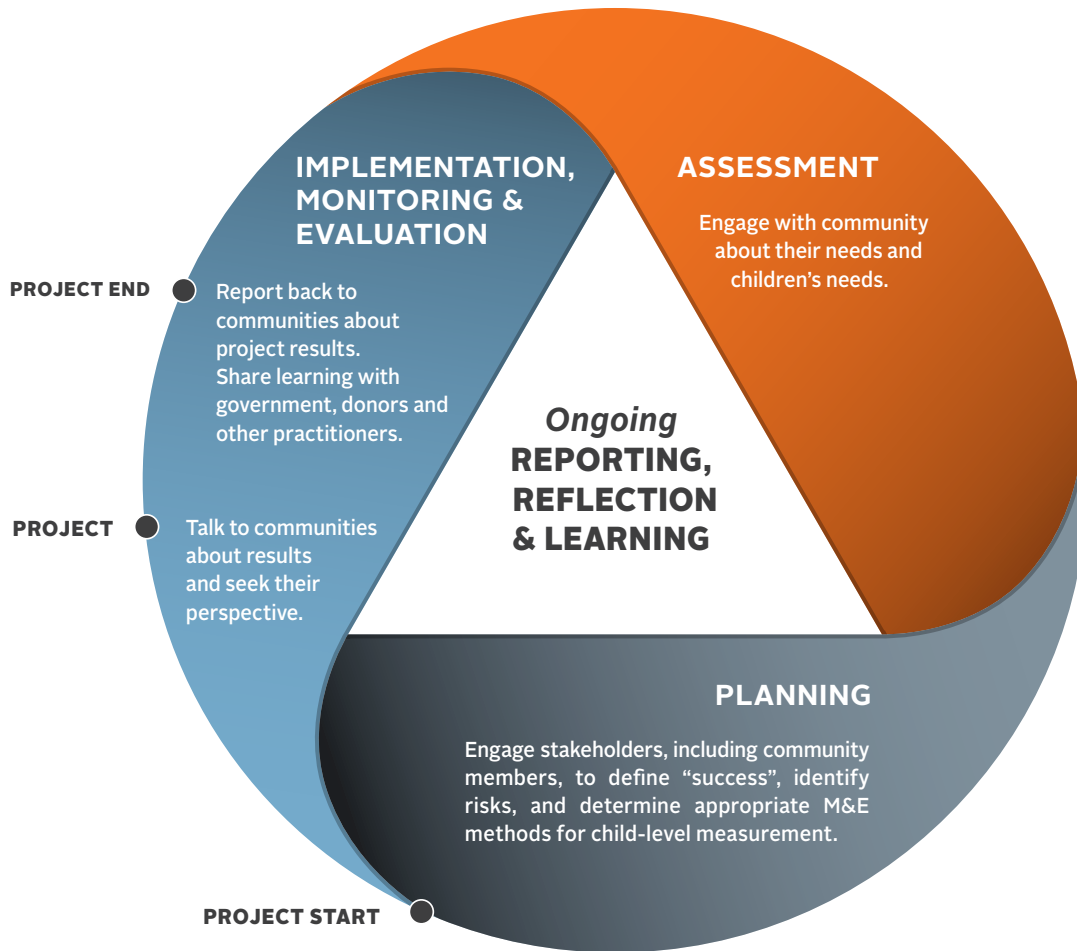 IMPLEMENTATION,
MONITORING &
EVALUATION
PROJECT END
Report back to
communities about
project results.
Share learning with
government, donors and
other practitioners.
PROJECT
Talk to communities
about results
and seek their
perspective.
ASSESSMENT
Engage with community
about their needs and
children’s needs.
Ongoing
REPORTING,
REFLECTION
& LEARNING
PLANNING
Engage stakeholders, including community
members, to define “success”, identify
risks, and determine appropriate M&E
methods for child-level measurement.
PROJECT START